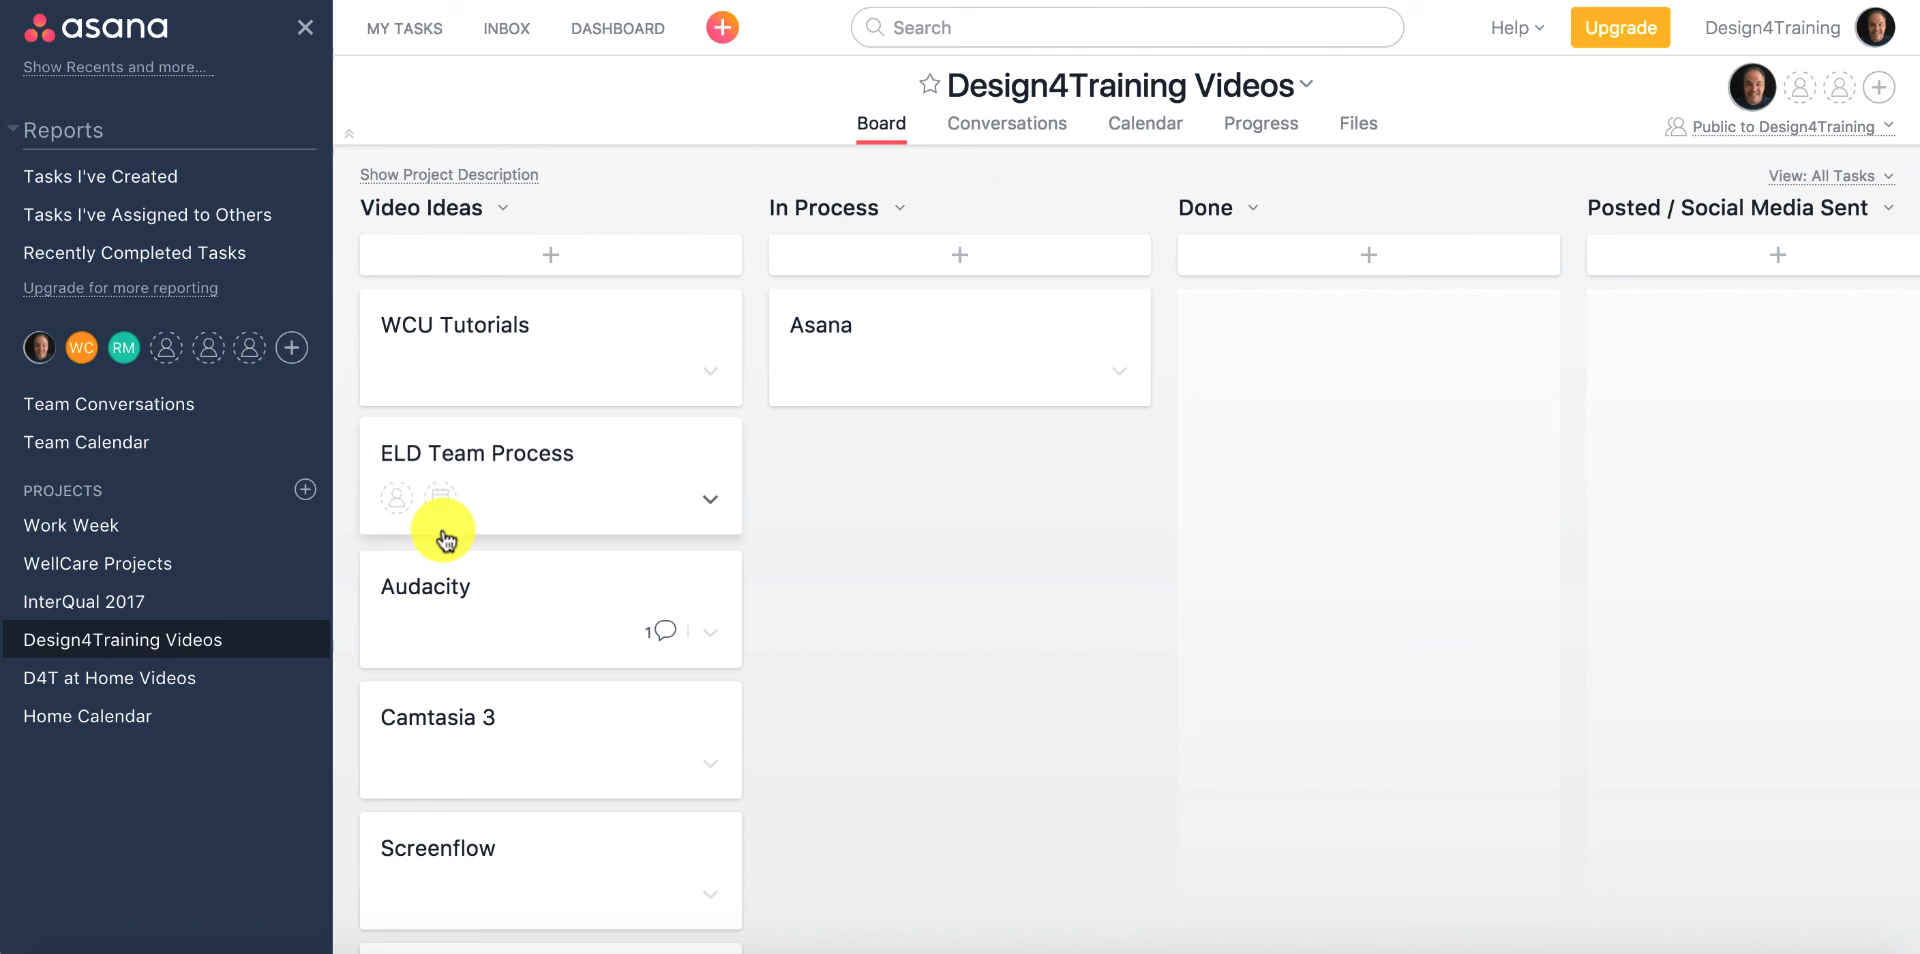 asana
Show Recents and more...
Reports
Tasks I've Created
Tasks I've Assigned to Others
Recently Completed Tasks
Upgrade for more reporting
WC RM
Team Conversations
Team Calendar
PROJECTS
Work Week
WellCare Projects
InterQual 2017
Design4Training Videos
D4T at Home Videos
Home Calendar
MY TASKS INBOX DASHBOARD Search Help Upgrade Design4Training
Design4Training Videos
Board Conversations Calendar Progress Files
Public to Design4Training
Show Project Description
View: All Tasks
Video Ideas
WCU Tutorials
ELD Team Process
Audacity
1
Camtasia 3
Screenflow
In Process
Asana
Done
Posted / Social Media Sent